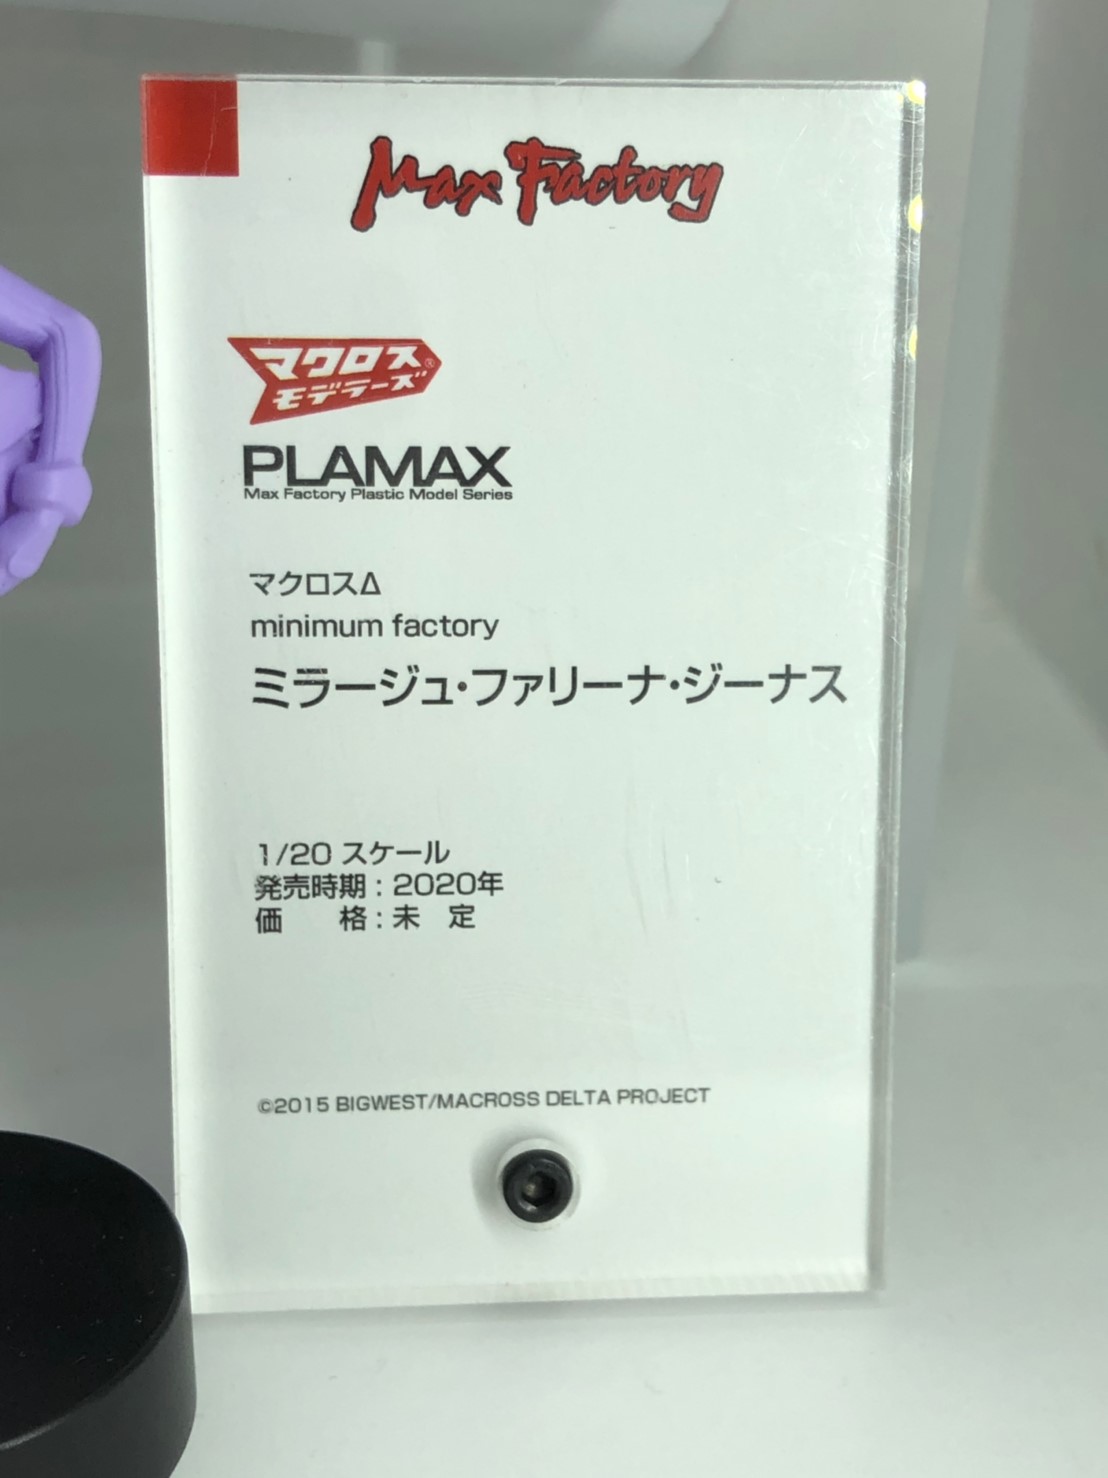 Max Factory
マクロス®
モデラーズ
PLAMAX
Max Factory Plastic Model Series
マクロスΔ
minimum factory
ミラージュ・ファリーナ・ジーナス
1/20 スケール
発売時期：2020年
価　　格：未　定
©2015 BIGWEST/MACROSS DELTA PROJECT